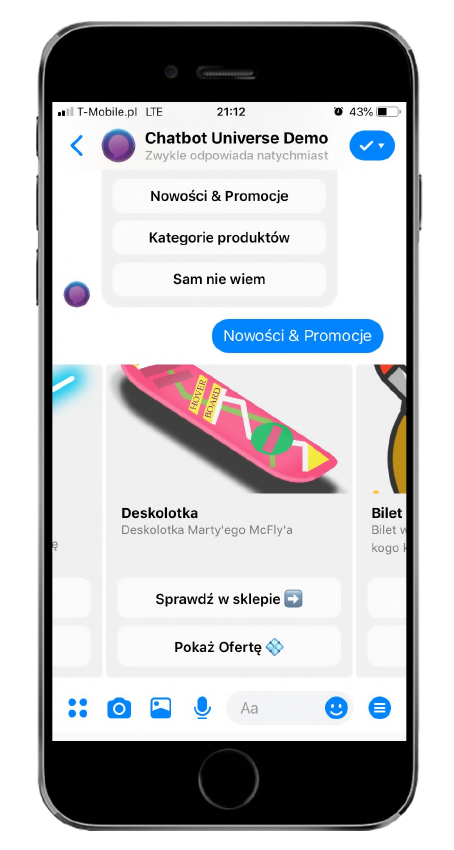 T-Mobile.pl LTE 21:12 43%
Chatbot Universe Demo
Zwykle odpowiada natychmiast
Nowości & Promocje
Kategorie produktów
Sam nie wiem
Nowości & Promocje
HOVER
BOARD
Deskolotka
Deskolotka Marty'ego McFly'a
Bilet
Bilet w
kogo k
ę
Sprawdź w sklepie ➡️
Pokaż Ofertę 💠
Aa